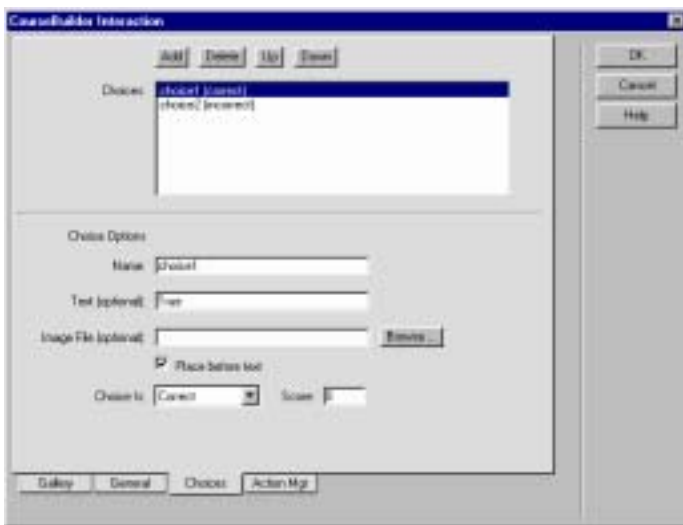 CourseBuilder Interaction
Add Delete Up Down
OK
Cancel
Help
Choices:
choice1 (correct)
choice2 (incorrect)
Choice Options
Name: choice1
Text (optional): True
Image File (optional): Browse...
Place before text
Choice Is: Correct Score: 0
Gallery General Choices Action Mgr